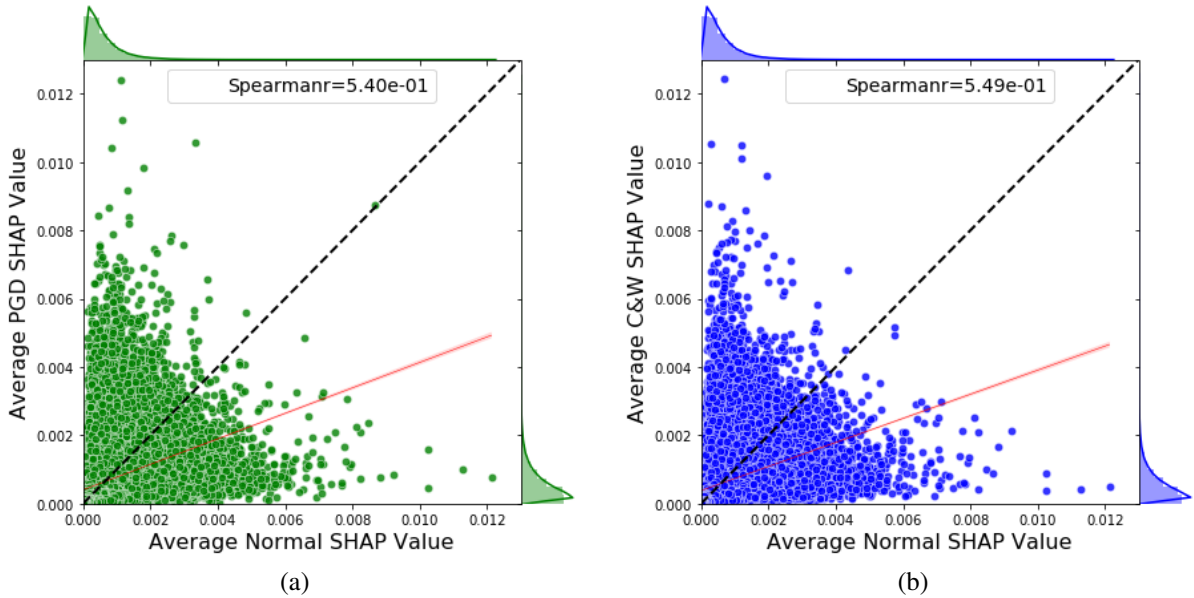 Spearmanr=5.40e-01
0.012
0.010
0.008
0.006
0.004
0.002
0.000
Average PGD SHAP Value
0.000 0.002 0.004 0.006 0.008 0.010 0.012
Average Normal SHAP Value
(a)
Spearmanr=5.49e-01
0.012
0.010
0.008
0.006
0.004
0.002
0.000
Average C&W SHAP Value
0.000 0.002 0.004 0.006 0.008 0.010 0.012
Average Normal SHAP Value
(b)